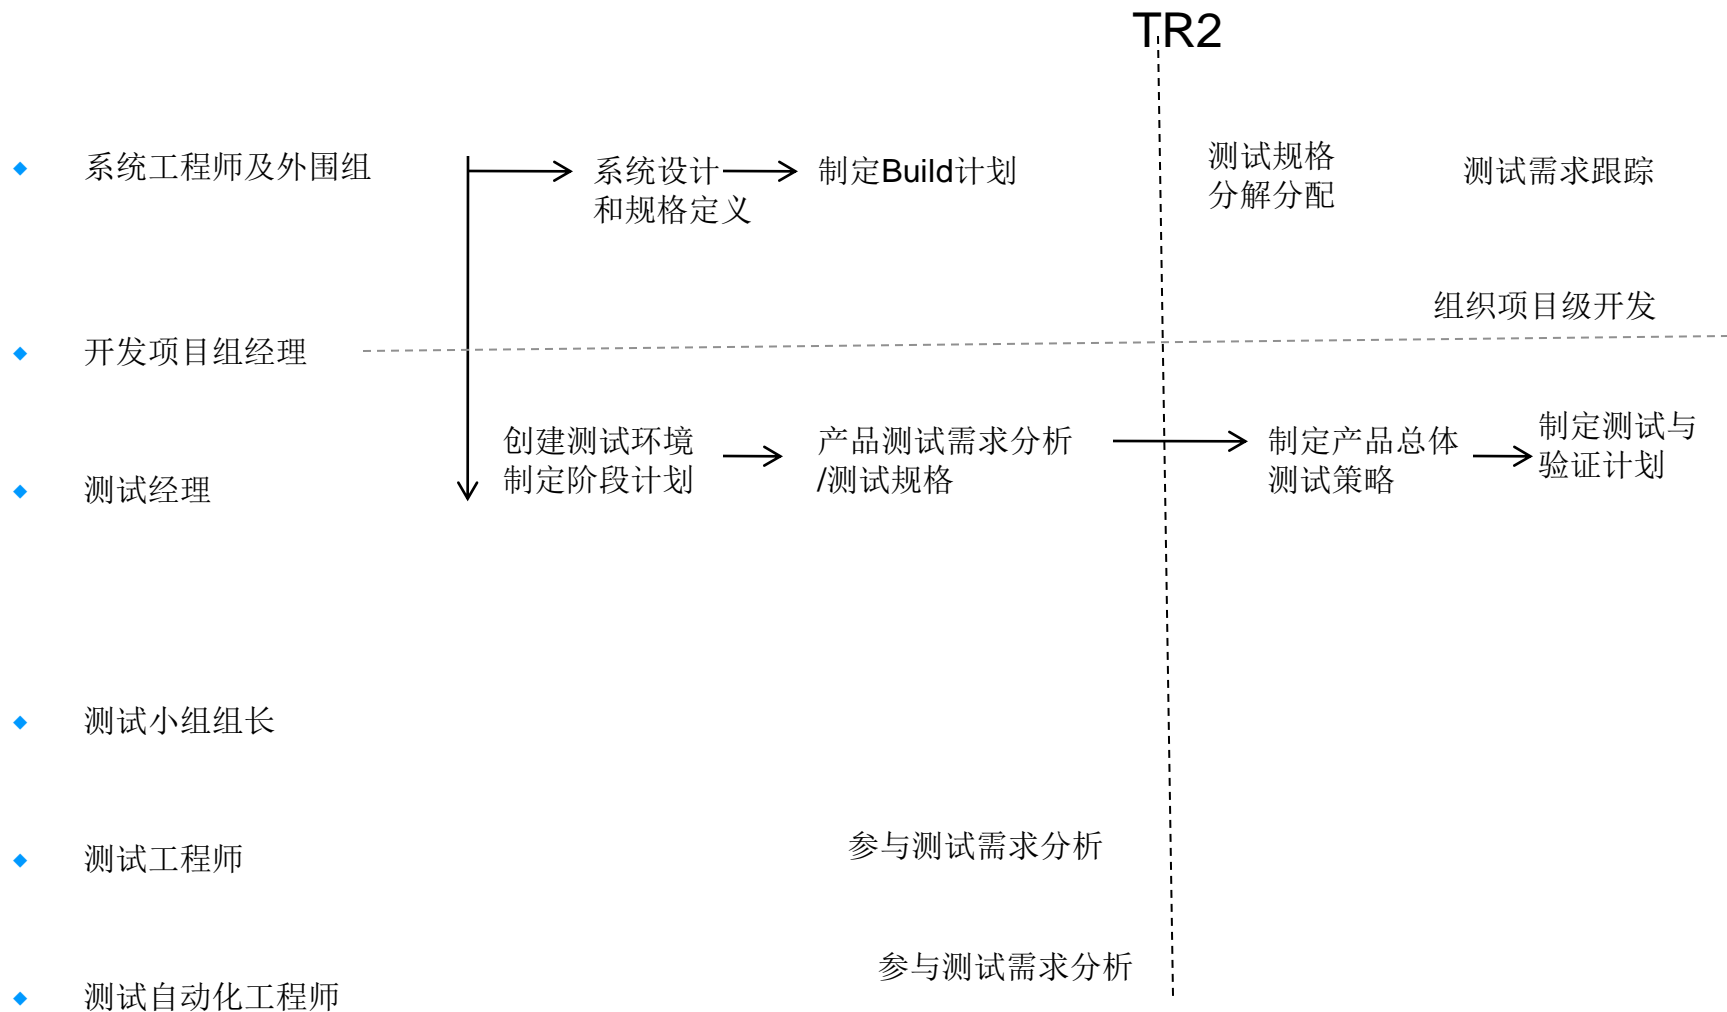 TR2
系统工程师及外围组
系统设计
和规格定义
制定Build计划
测试规格
分解分配
测试需求跟踪
组织项目级开发
开发项目组经理
创建测试环境
制定阶段计划
产品测试需求分析
/测试规格
制定产品总体
测试策略
制定测试与
验证计划
测试经理
测试小组组长
参与测试需求分析
测试工程师
参与测试需求分析
测试自动化工程师